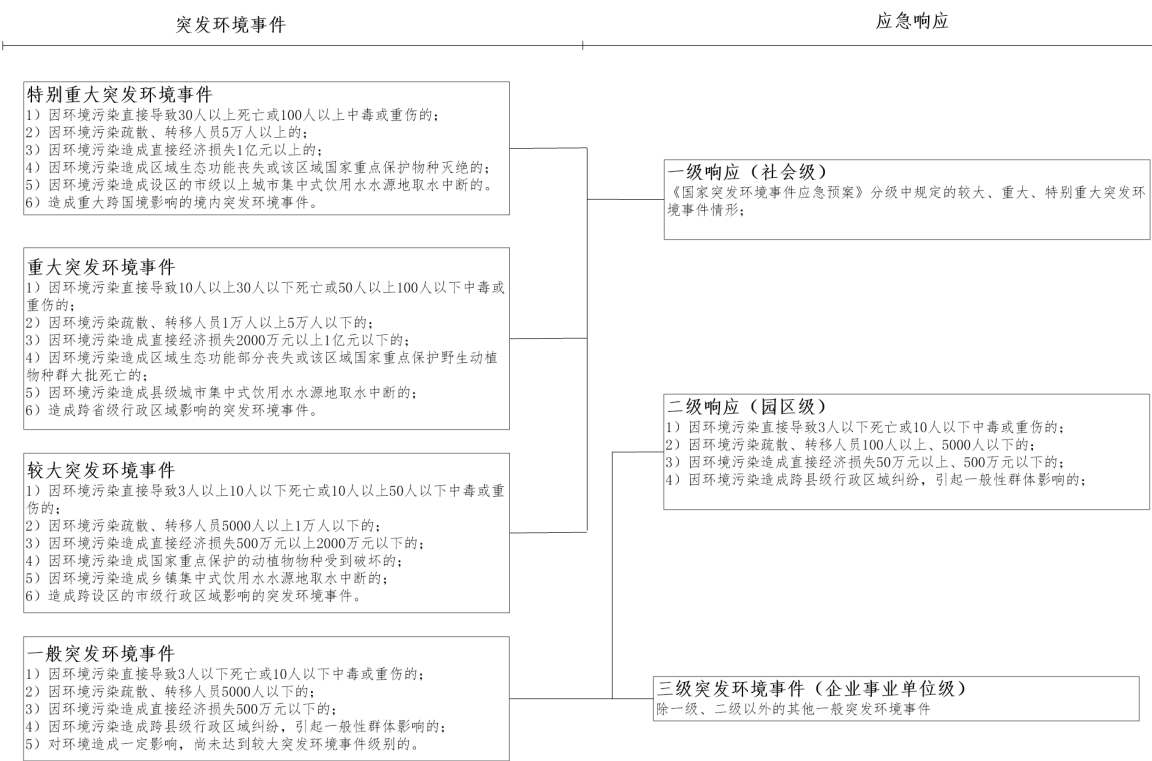 突发环境事件
应急响应
特别重大突发环境事件
1）因环境污染直接导致30人以上死亡或100人以上中毒或重伤的；
2）因环境污染疏散、转移人员5万人以上的；
3）因环境污染造成直接经济损失1亿元以上的；
4）因环境污染造成区域生态功能丧失或该区域国家重点保护物种灭绝的；
5）因环境污染造成设区的市级以上城市集中式饮用水水源地取水中断的。
6）造成重大跨国境影响的境内突发环境事件。
重大突发环境事件
1）因环境污染直接导致10人以上30人以下死亡或50人以上100人以下中毒或
重伤的；
2）因环境污染疏散、转移人员1万人以上5万人以下的；
3）因环境污染造成直接经济损失2000万元以上1亿元以下的；
4）因环境污染造成区域生态功能部分丧失或该区域国家重点保护野生动植
物种群大批死亡的；
5）因环境污染造成县级城市集中式饮用水水源地取水中断的；
6）造成跨省级行政区域影响的突发环境事件。
较大突发环境事件
1）因环境污染直接导致3人以上10人以下死亡或10人以上50人以下中毒或重
伤的；
2）因环境污染疏散、转移人员5000人以上1万人以下的；
3）因环境污染造成直接经济损失500万元以上2000万元以下的；
4）因环境污染造成国家重点保护的动植物物种受到破坏的；
5）因环境污染造成乡镇集中式饮用水水源地取水中断的；
6）造成跨设区的市级行政区域影响的突发环境事件。
一般突发环境事件
1）因环境污染直接导致3人以下死亡或10人以下中毒或重伤的；
2）因环境污染疏散、转移人员5000人以下的；
3）因环境污染造成直接经济损失500万元以下的；
4）因环境污染造成跨县级行政区域纠纷，引起一般性群体影响的；
5）对环境造成一定影响，尚未达到较大突发环境事件级别的。
一级响应（社会级）
《国家突发环境事件应急预案》分级中规定的较大、重大、特别重大突发环
境事件情形；
二级响应（园区级）
1）因环境污染直接导致3人以下死亡或10人以下中毒或重伤的；
2）因环境污染疏散、转移人员100人以上、5000人以下的；
3）因环境污染造成直接经济损失50万元以上、500万元以下的；
4）因环境污染造成跨县级行政区域纠纷，引起一般性群体影响的；
三级突发环境事件（企业事业单位级）
除一级、二级以外的其他一般突发环境事件